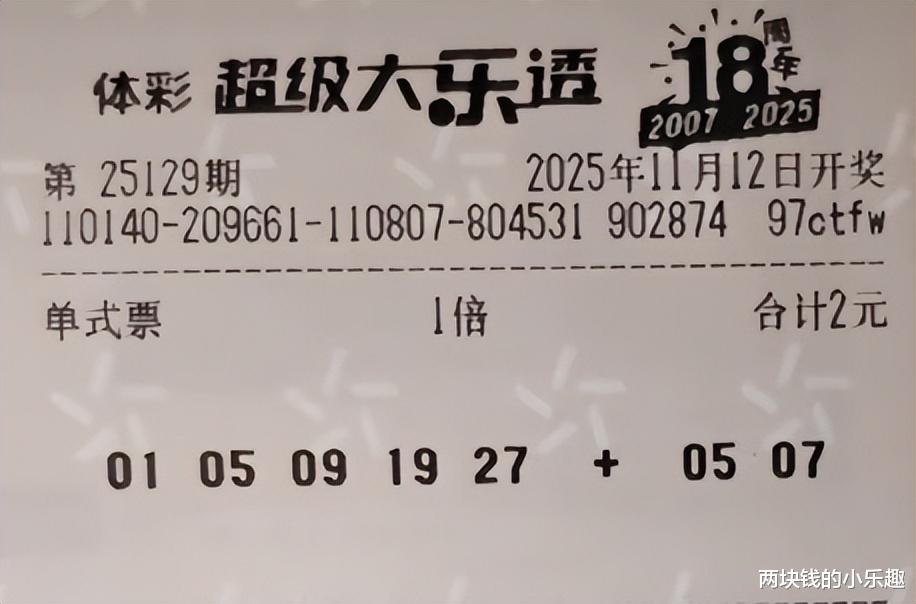 体彩 超级大乐透 18周年
2007 2025
第 25129期 2025年11月12日开奖
110140-209661-110807-804531 902874 97ctfw
单式票 1倍 合计2元
01 05 09 19 27 + 05 07
两块钱的小乐趣